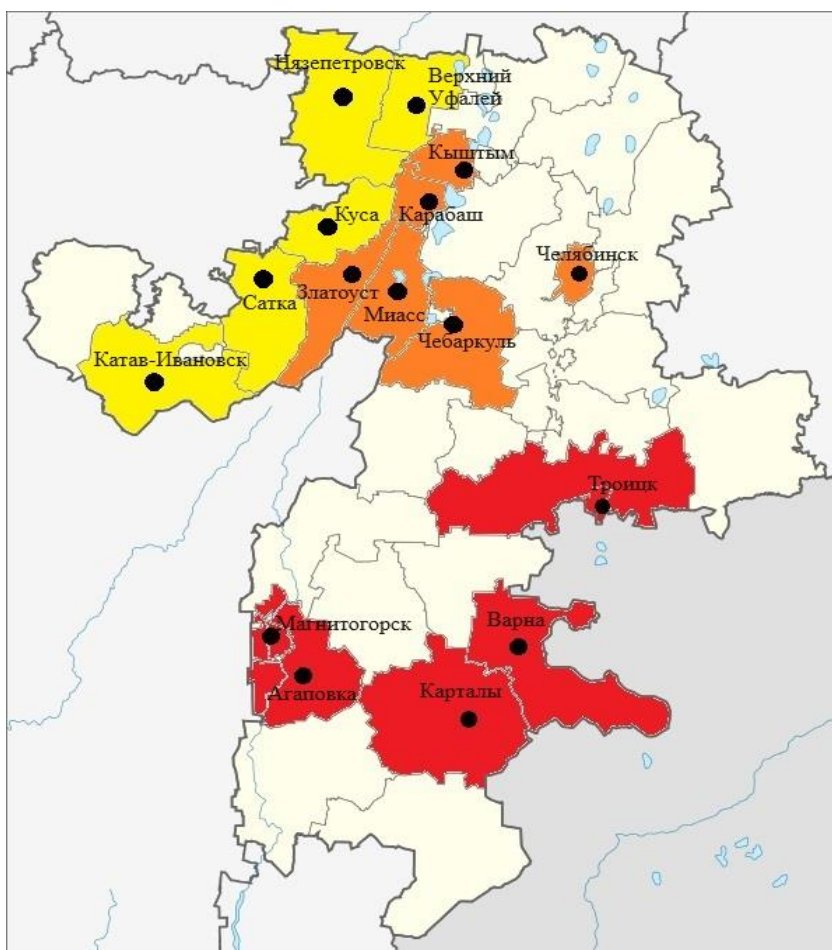 Нязепетровск
Верхний
Уфалей
Кыштым
Карабаш
Куса
Челябинск
Сатка
Златоуст
Миасс
Чебаркуль
Катав-Ивановск
Троицк
Магнитогорск
Варна
Агаповка
Карталы